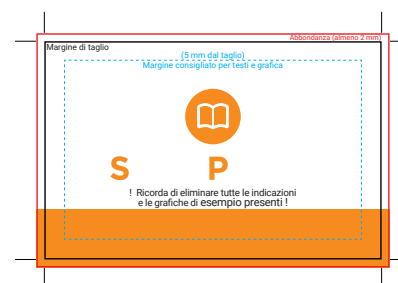 Abbondanza (almeno 2 mm)
Margine di taglio
(5 mm dal taglio)
Margine consigliato per testi e grafica
S P
! Ricorda di eliminare tutte le indicazioni
e le grafiche di esempio presenti !